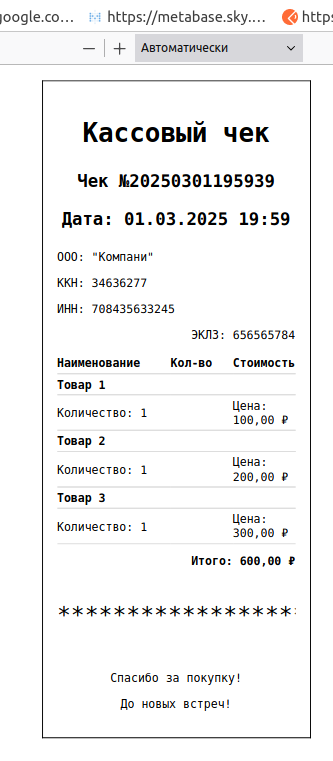 google.co…
https://metabase.sky.…
https
Автоматически
Кассовый чек
Чек №20250301195939
Дата: 01.03.2025 19:59
ООО: "Компани"
ККН: 34636277
ИНН: 708435633245
ЭКЛЗ: 656565784
Наименование Кол-во Стоимость
Товар 1
Количество: 1 Цена:
100,00 ₽
Товар 2
Количество: 1 Цена:
200,00 ₽
Товар 3
Количество: 1 Цена:
300,00 ₽
Итого: 600,00 ₽
******************
Спасибо за покупку!
До новых встреч!